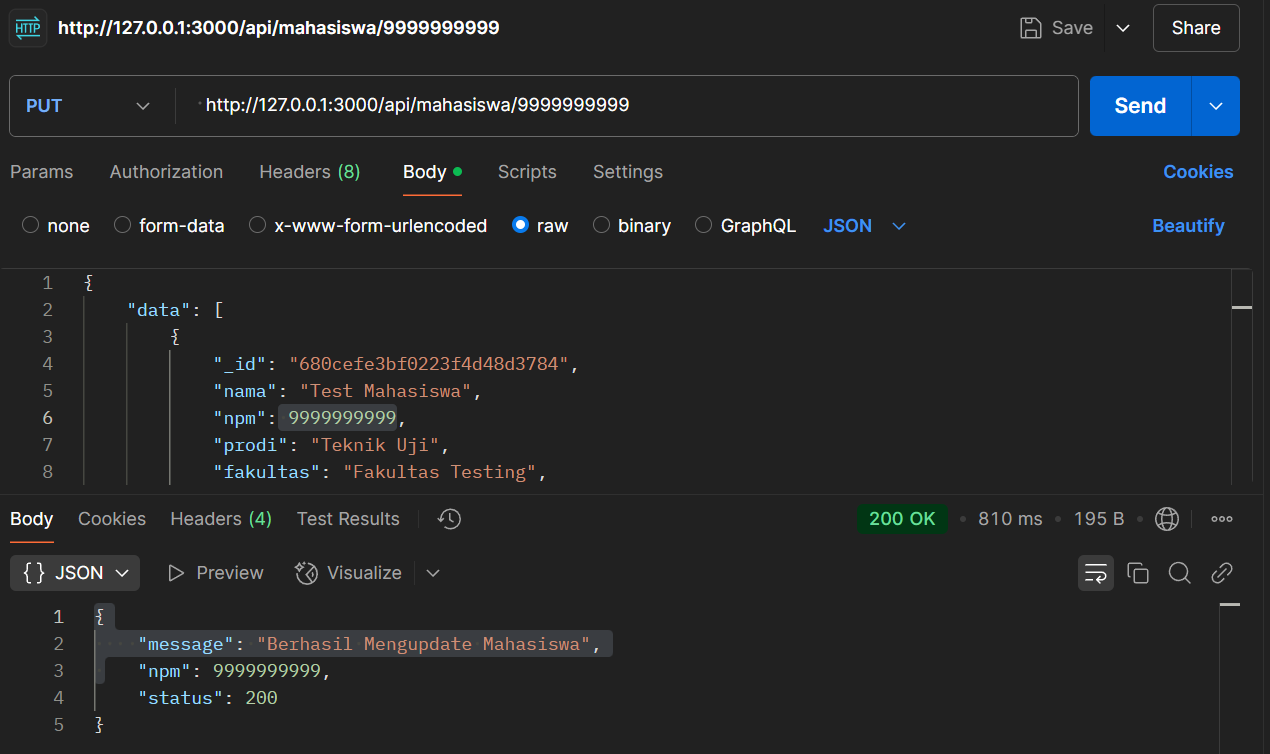 HTTP http://127.0.0.1:3000/api/mahasiswa/9999999999 Save Share
PUT http://127.0.0.1:3000/api/mahasiswa/9999999999 Send
Params Authorization Headers (8) Body Scripts Settings Cookies
none form-data x-www-form-urlencoded raw binary GraphQL JSON Beautify
1 {
2 "data": [
3 {
4 "_id": "680cefe3bf0223f4d48d3784",
5 "nama": "Test Mahasiswa",
6 "npm": 9999999999,
7 "prodi": "Teknik Uji",
8 "fakultas": "Fakultas Testing",
Body Cookies Headers (4) Test Results 200 OK 810 ms 195 B
{} JSON Preview Visualize
1 {
2 "message": "Berhasil Mengupdate Mahasiswa",
3 "npm": 9999999999,
4 "status": 200
5 }